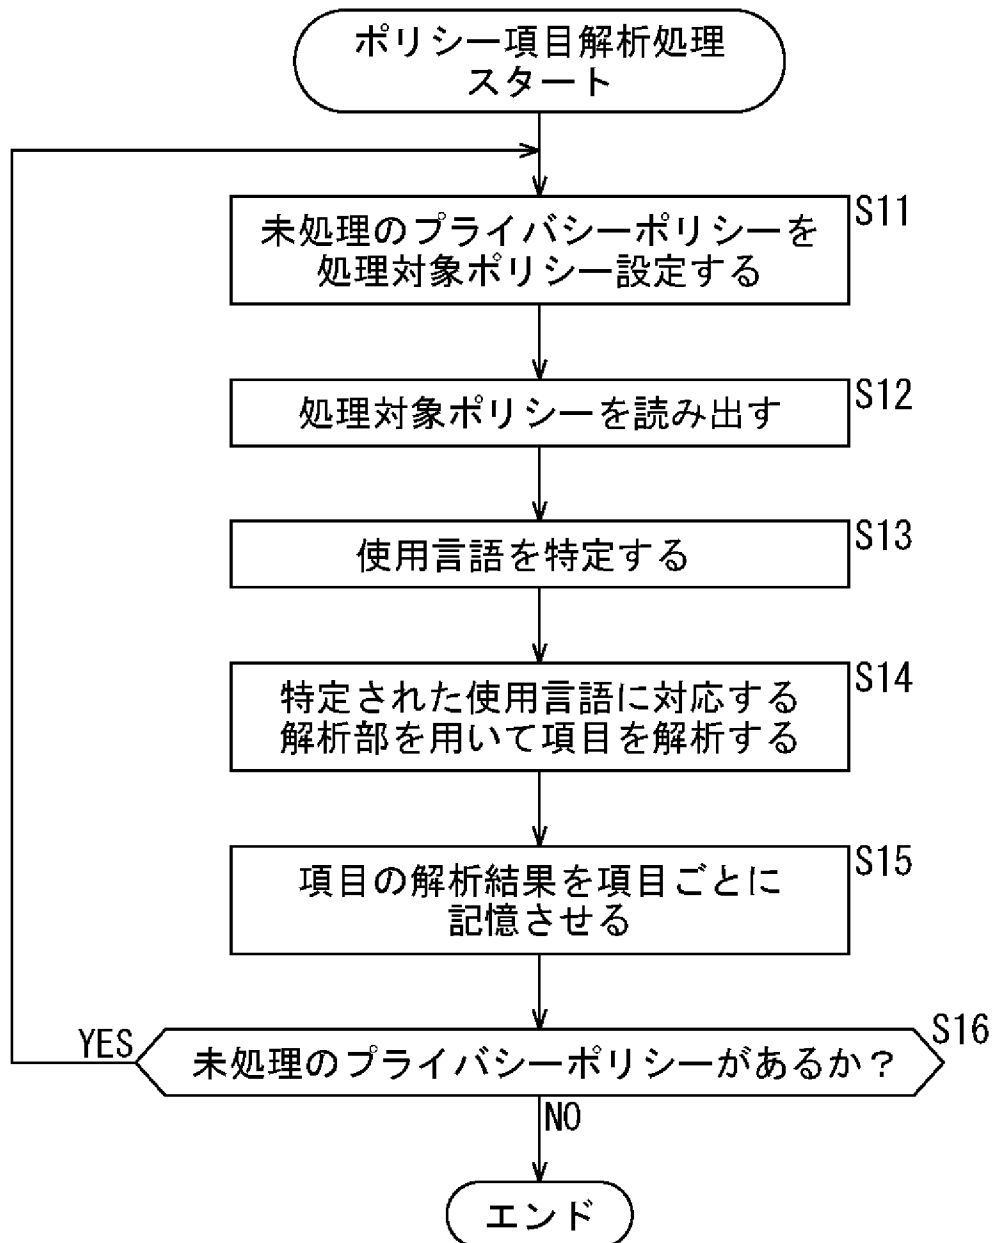 ポリシー項目解析処理
スタート
S11
未処理のプライバシーポリシーを
処理対象ポリシー設定する
S12
処理対象ポリシーを読み出す
S13
使用言語を特定する
S14
特定された使用言語に対応する
解析部を用いて項目を解析する
S15
項目の解析結果を項目ごとに
記憶させる
S16
YES
未処理のプライバシーポリシーがあるか？
NO
エンド